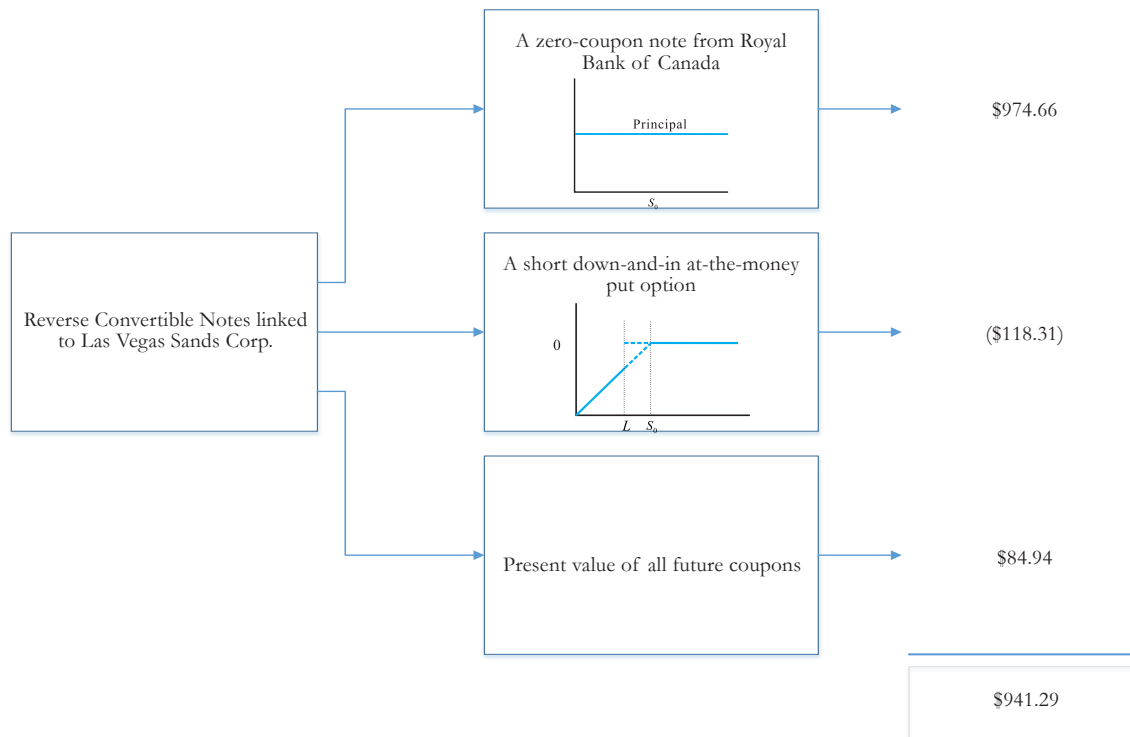 A zero-coupon note from Royal
Bank of Canada
Principal
S₀
$974.66
Reverse Convertible Notes linked
to Las Vegas Sands Corp.
A short down-and-in at-the-money
put option
0
L
S₀
($118.31)
Present value of all future coupons
$84.94
$941.29